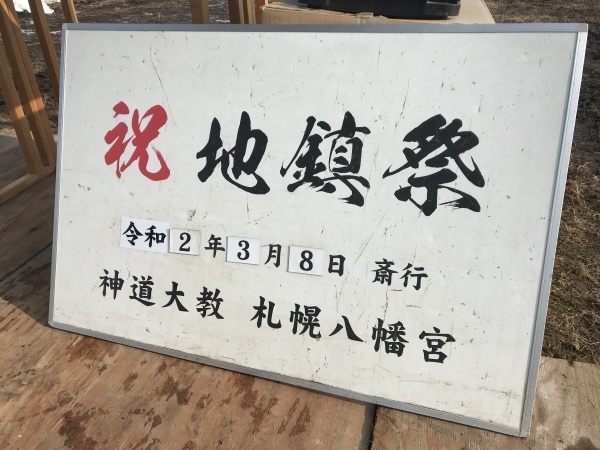 祝 地鎮祭
令和2年3月8日 斎行
神道大教 札幌八幡宮